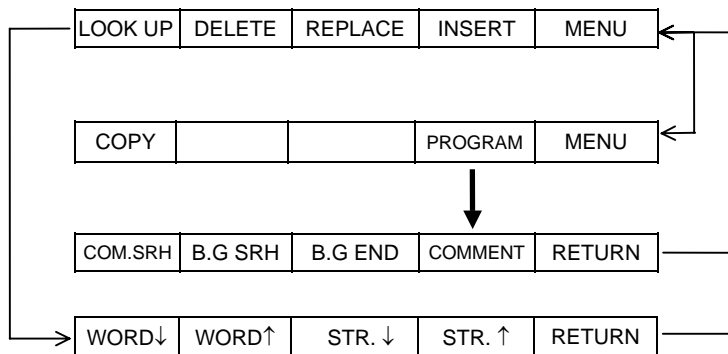 LOOK UP DELETE REPLACE INSERT MENU
COPY PROGRAM MENU
COM.SRH B.G SRH B.G END COMMENT RETURN
WORD↓ WORD↑ STR. ↓ STR. ↑ RETURN